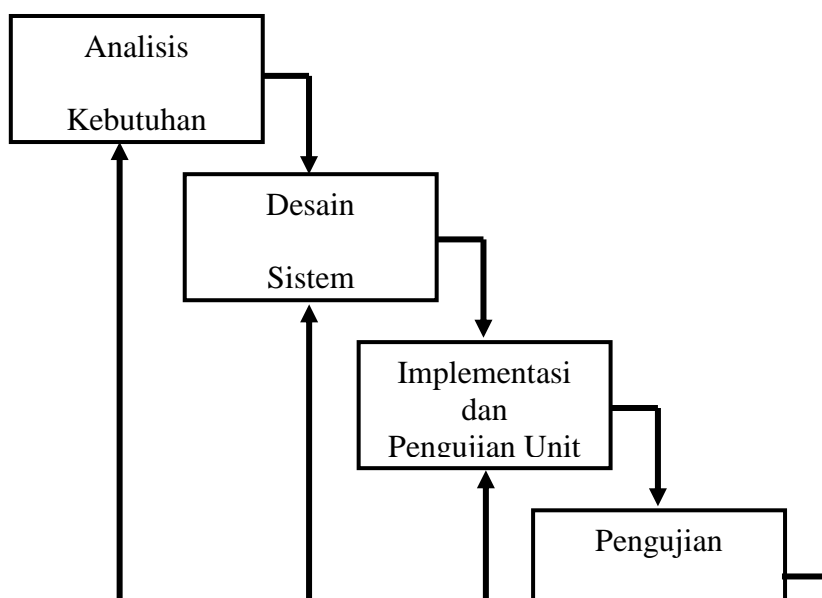 Analisis
Kebutuhan
Desain
Sistem
Implementasi
dan
Pengujian Unit
Pengujian